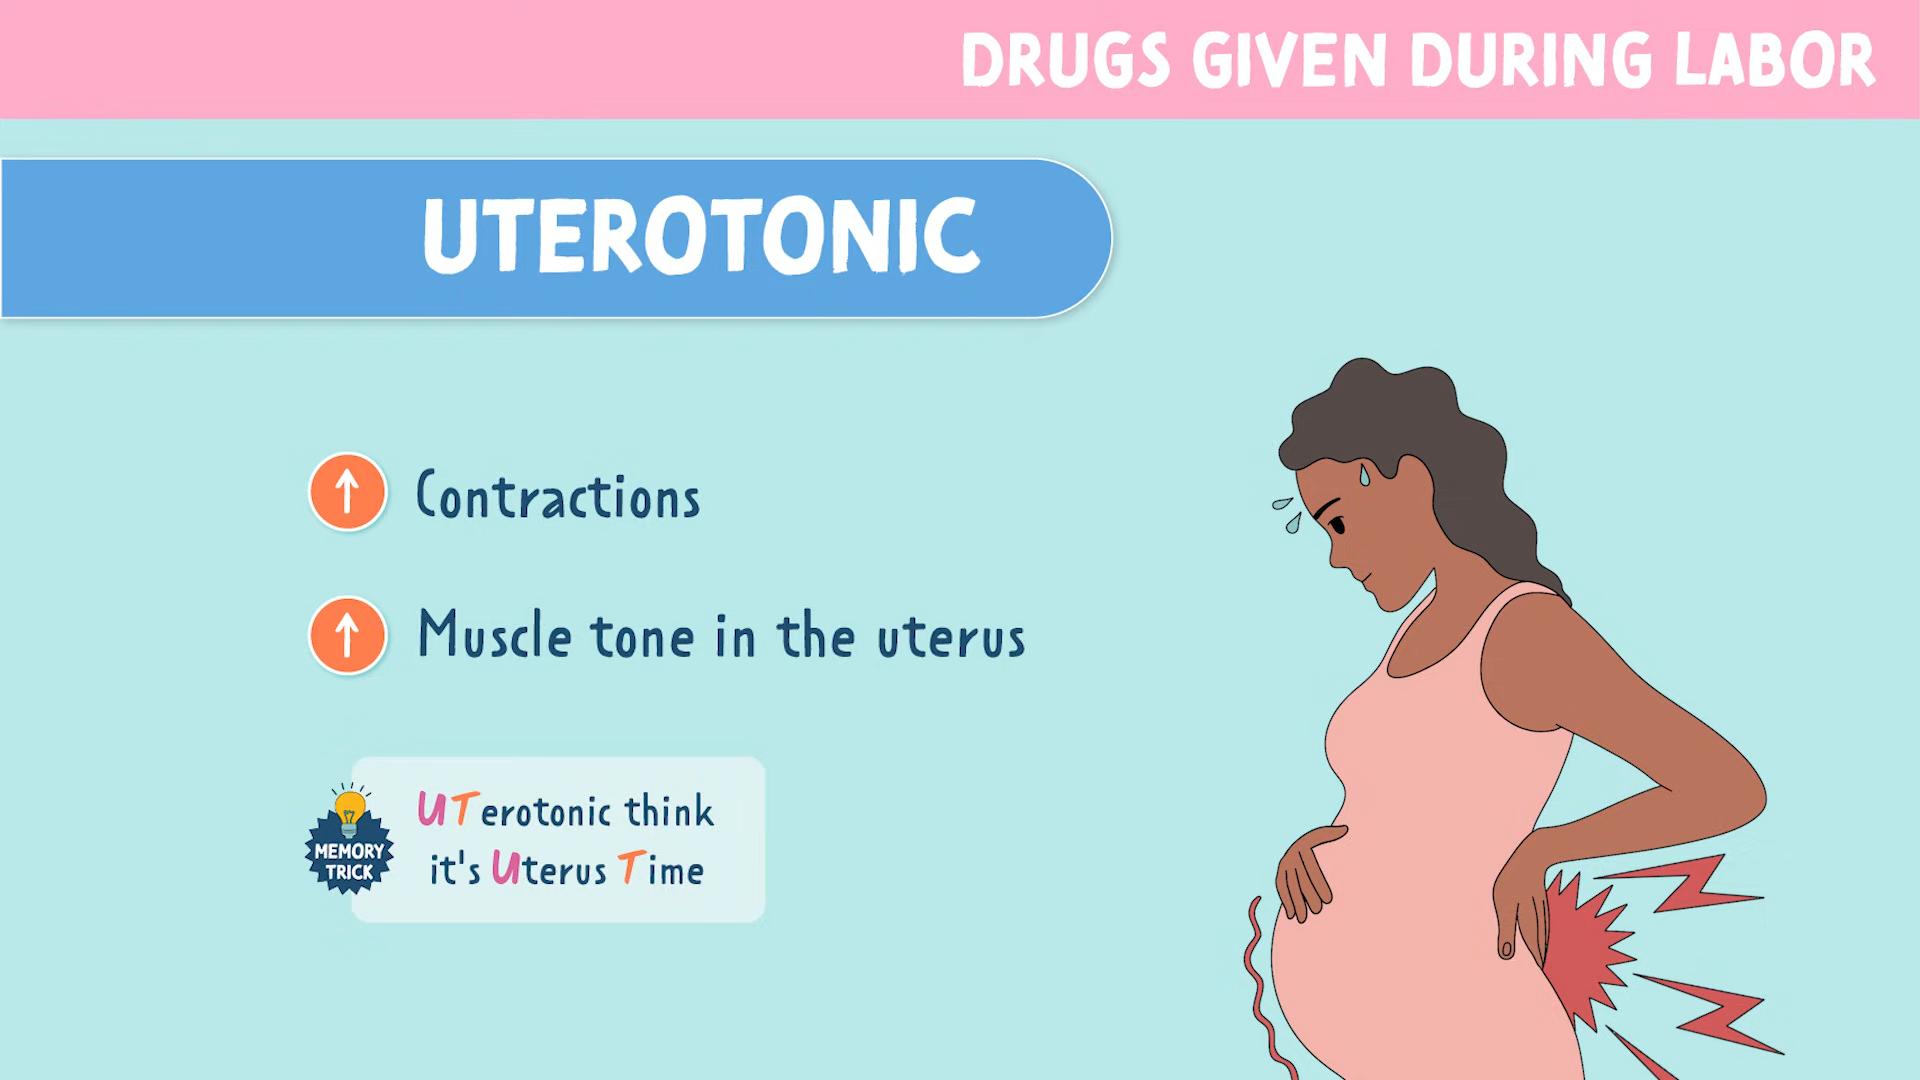 DRUGS GIVEN DURING LABOR
UTEROTONIC
↑ Contractions
↑ Muscle tone in the uterus
MEMORY
TRICK
UTerotonic think
it's Uterus Time